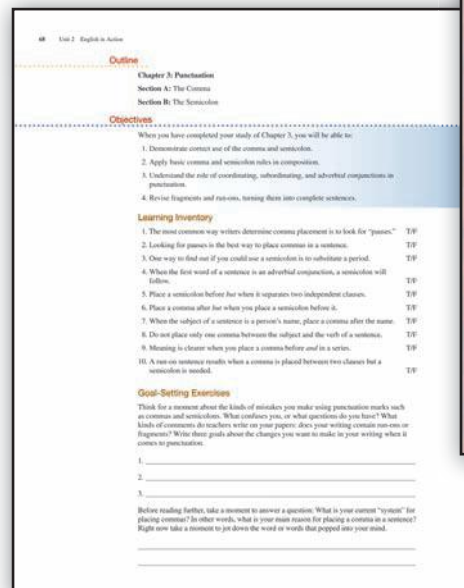 68 Unit 2 English in Action
Outline
Chapter 3: Punctuation
Section A: The Comma
Section B: The Semicolon
Objectives
When you have completed your study of Chapter 3, you will be able to:
1. Demonstrate correct use of the comma and semicolon.
2. Apply basic comma and semicolon rules in composition.
3. Understand the role of coordinating, subordinating, and adverbial conjunctions in
punctuation.
4. Revise fragments and run-ons, turning them into complete sentences.
Learning Inventory
1. The most common way writers determine comma placement is to look for “pauses.” T/F
2. Looking for pauses is the best way to place commas in a sentence. T/F
3. One way to find out if you could use a semicolon is to substitute a period. T/F
4. When the first word of a sentence is an adverbial conjunction, a semicolon will
follow. T/F
5. Place a semicolon before but when it separates two independent clauses. T/F
6. Place a comma after but when you place a semicolon before it. T/F
7. When the subject of a sentence is a person's name, place a comma after the name. T/F
8. Do not place only one comma between the subject and the verb of a sentence. T/F
9. Meaning is clearer when you place a comma before and in a series. T/F
10. A run-on sentence results when a comma is placed between two clauses but a
semicolon is needed. T/F
Goal-Setting Exercises
Think for a moment about the kinds of mistakes you make using punctuation marks such
as commas and semicolons. What confuses you, or what questions do you have? What
kinds of comments do teachers write on your papers: does your writing contain run-ons or
fragments? Write three goals about the changes you want to make in your writing when it
comes to punctuation.
1.
2.
3.
Before reading further, take a moment to answer a question: What is your current “system” for
placing commas? In other words, what is your main reason for placing a comma in a sentence?
Right now take a moment to jot down the word or words that popped into your mind.